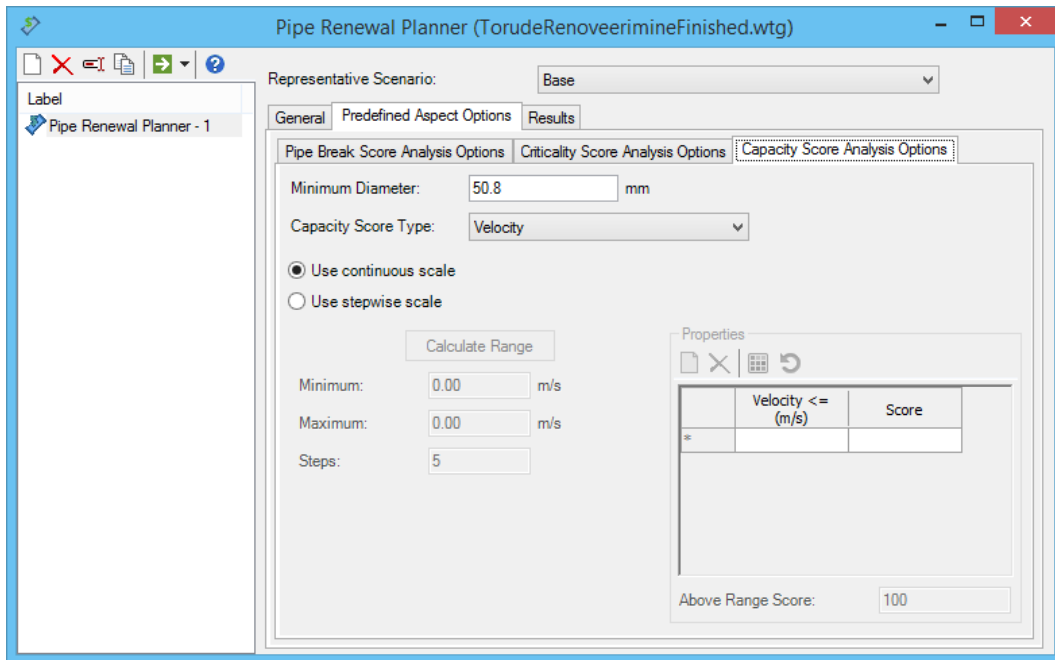 Pipe Renewal Planner (TorudeRenoveerimineFinished.wtg)
Label
Pipe Renewal Planner - 1
Representative Scenario: Base
General Predefined Aspect Options Results
Pipe Break Score Analysis Options Criticality Score Analysis Options Capacity Score Analysis Options
Minimum Diameter: 50.8 mm
Capacity Score Type: Velocity
Use continuous scale
Use stepwise scale
Calculate Range
Minimum: 0.00 m/s
Maximum: 0.00 m/s
Steps: 5
Properties
Velocity <=
(m/s)
Score
*
Above Range Score: 100